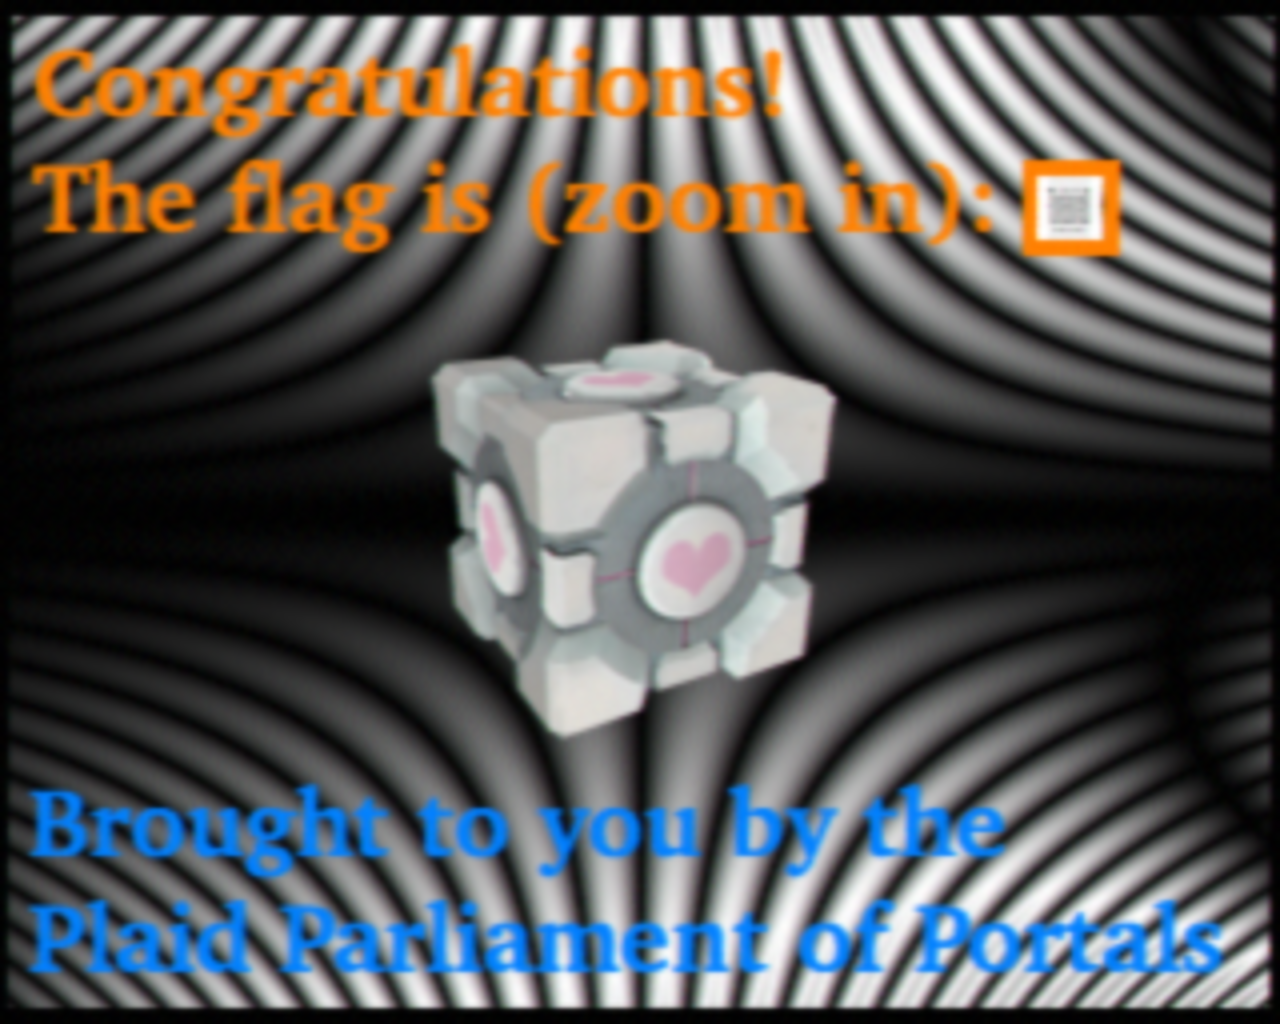 Congratulations!
The flag is (zoom in):
Brought to you by the
Plaid Parliament of Portals